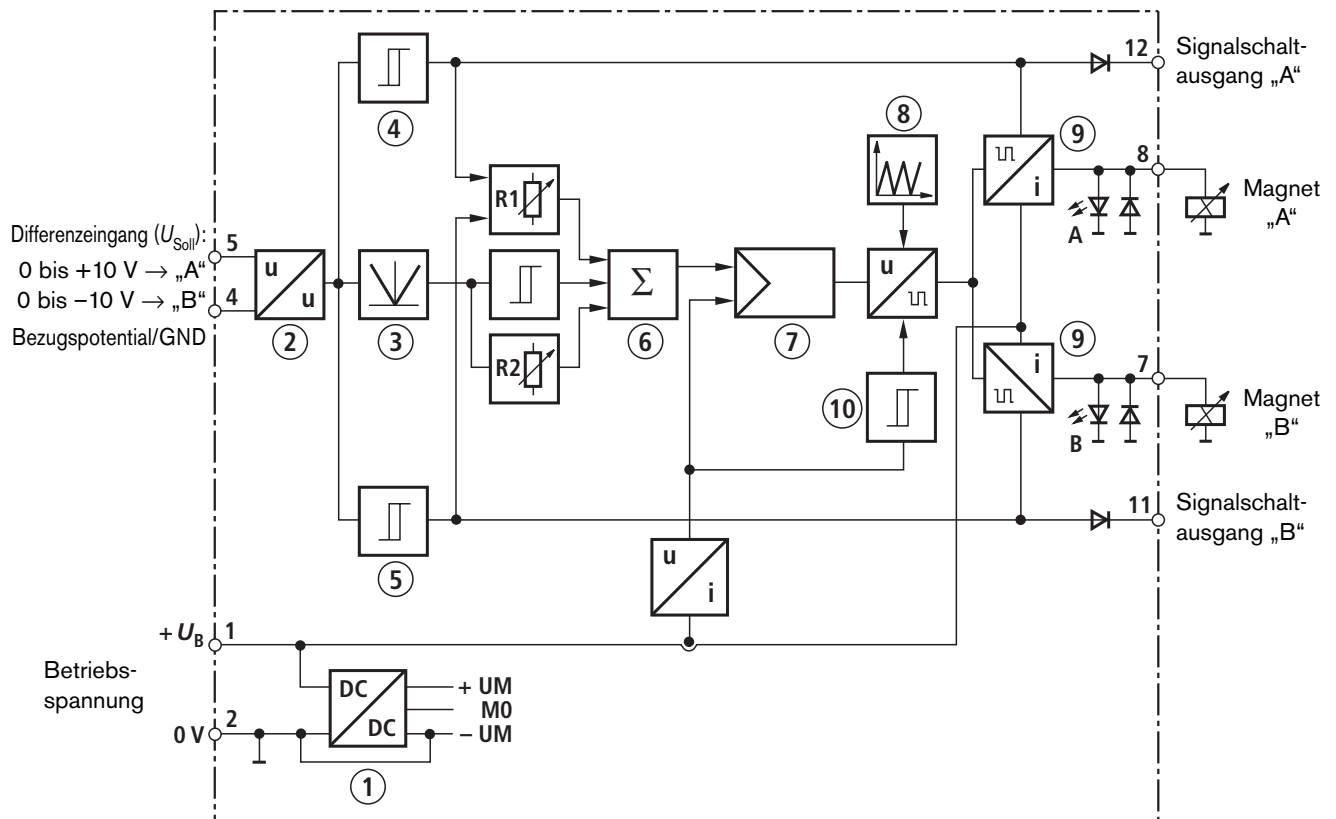 12
Signalschalt-
ausgang „A“
4
8
9
R1
i
8
Magnet
„A“
A
Differenzeingang (USoll):
5
0 bis +10 V → „A“
4
0 bis −10 V → „B“
Bezugspotential/GND
u
u
2
3
R2
Σ
6
7
u
10
9
i
7
Magnet
„B“
B
5
11
Signalschalt-
ausgang „B“
u
i
+ UB
1
Betriebs-
spannung
DC
DC
+ UM
M0
– UM
0 V
2
1